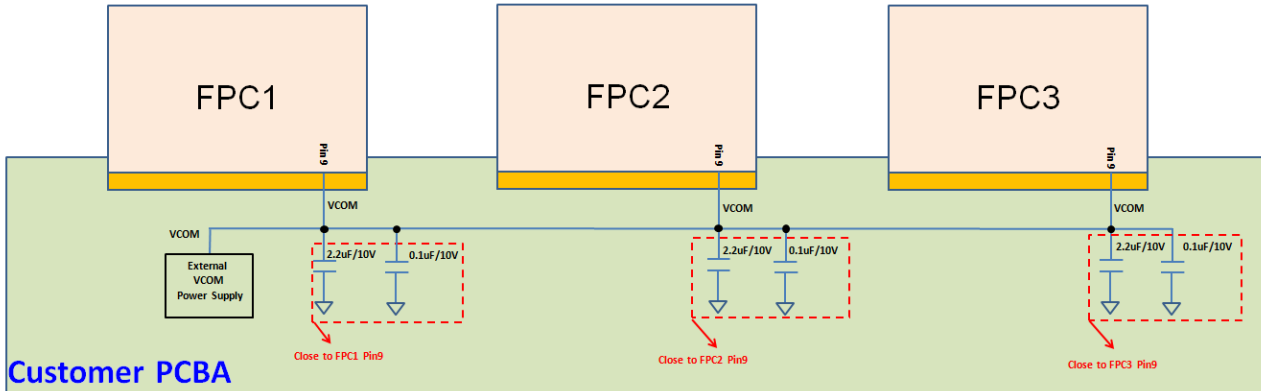 FPC1
FPC2
FPC3
Pin 9
Pin 9
Pin 9
VCOM
VCOM
VCOM
VCOM
2.2uF/10V
0.1uF/10V
2.2uF/10V
0.1uF/10V
2.2uF/10V
0.1uF/10V
External
VCOM
Power Supply
Close to FPC1 Pin9
Close to FPC2 Pin9
Close to FPC3 Pin9
Customer PCBA